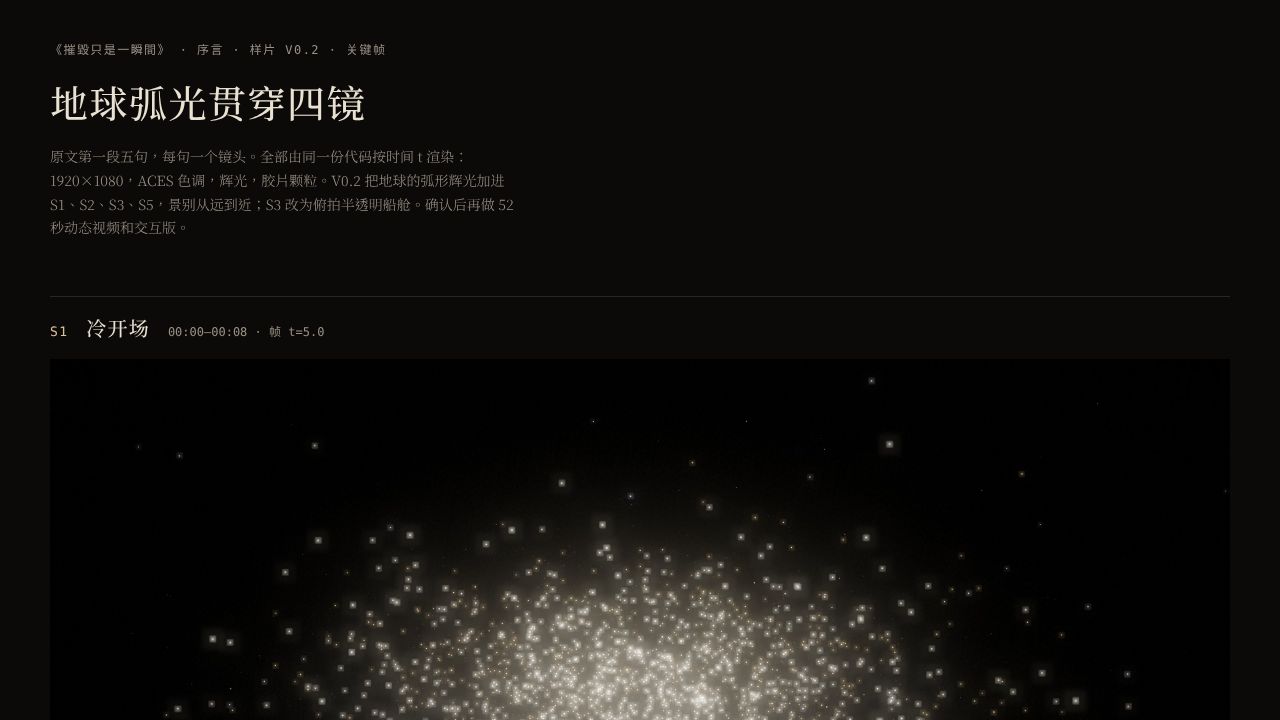 《摧毀只是一瞬間》 · 序言 · 样片 V0.2 · 关键帧
地球弧光贯穿四镜
原文第一段五句，每句一个镜头。全部由同一份代码按时间 t 渲染：
1920×1080，ACES 色调，辉光，胶片颗粒。V0.2 把地球的弧形辉光加进
S1、S2、S3、S5，景别从远到近；S3 改为俯拍半透明船舱。确认后再做 52
秒动态视频和交互版。
S1 冷开场 00:00—00:08 · 帧 t=5.0